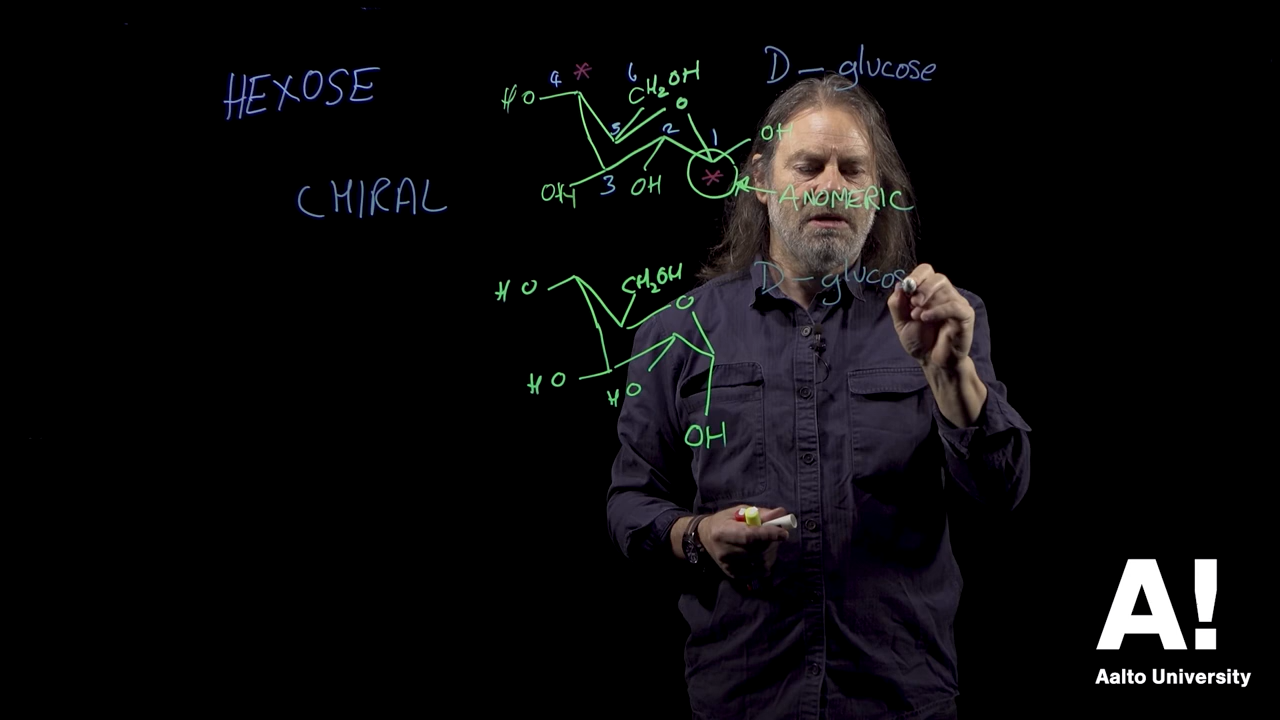 HEXOSE
CHIRAL
D – glucose
4 * 6
HO CH₂OH
O
5 2 1 OH
OH 3 OH *
ANOMERIC
D – glucos
HO CH₂OH
O
HO HO
OH
A!
Aalto University